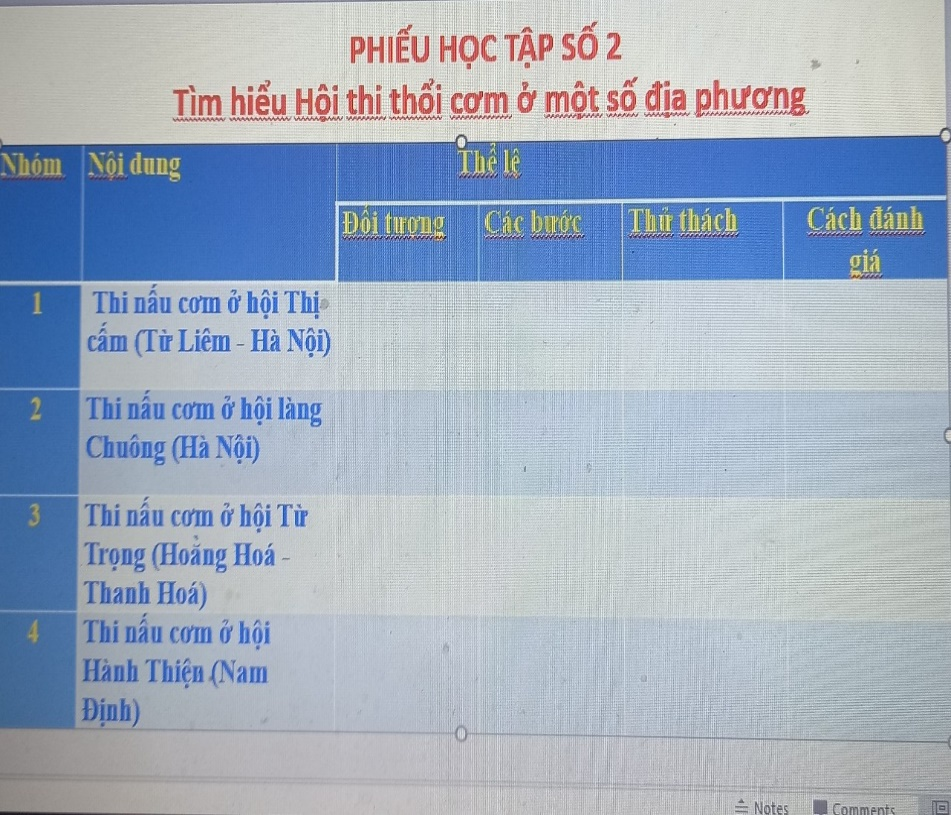 PHIẾU HỌC TẬP SỐ 2
Tìm hiểu Hội thi thổi cơm ở một số địa phương
Nhóm Nội dung Thể lệ
Đối tượng Các bước Thử thách Cách đánh
giá
1 Thi nấu cơm ở hội Thị
cấm (Từ Liêm - Hà Nội)
2 Thi nấu cơm ở hội làng
Chuông (Hà Nội)
3 Thi nấu cơm ở hội Từ
Trọng (Hoằng Hoá -
Thanh Hoá)
4 Thi nấu cơm ở hội
Hành Thiện (Nam
Định)
Notes Comments